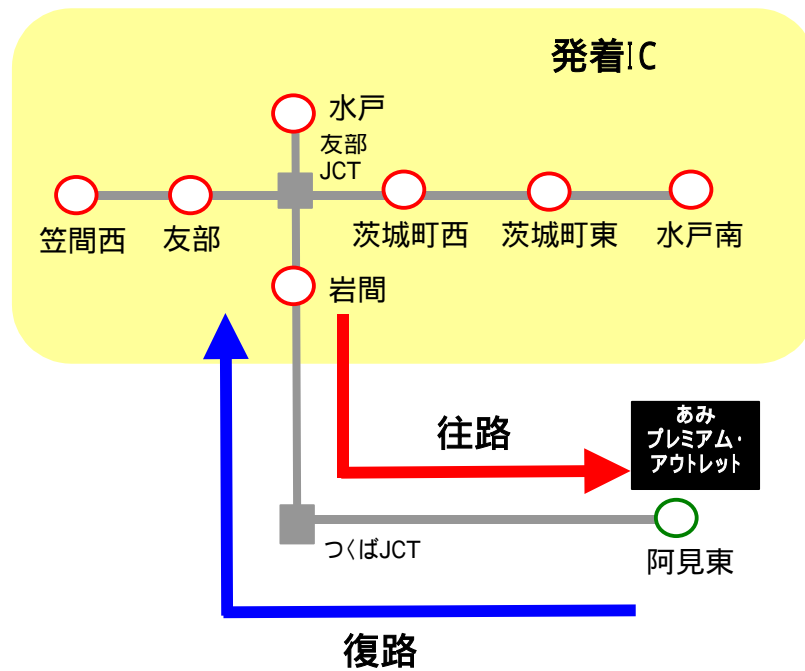 発着IC
水戸
友部
JCT
笠間西
友部
茨城町西
茨城町東
水戸南
岩間
往路
あみ
プレミアム・
アウトレット
つくばJCT
阿見東
復路